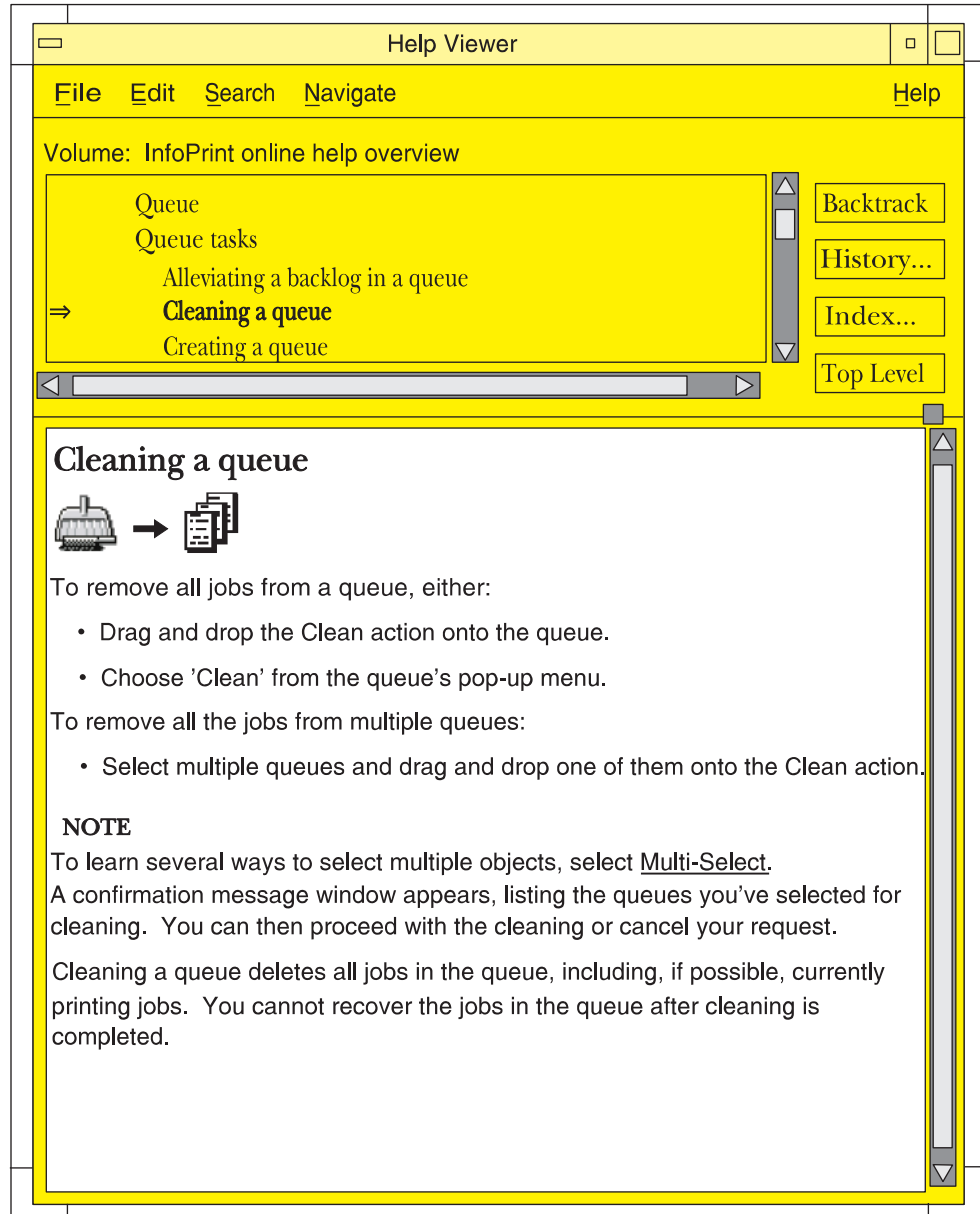 Help Viewer
File Edit Search Navigate Help
Volume: InfoPrint online help overview
Queue
Queue tasks
Alleviating a backlog in a queue
⇒ Cleaning a queue
Creating a queue
Backtrack
History...
Index...
Top Level
Cleaning a queue
To remove all jobs from a queue, either:
• Drag and drop the Clean action onto the queue.
• Choose 'Clean' from the queue's pop-up menu.
To remove all the jobs from multiple queues:
• Select multiple queues and drag and drop one of them onto the Clean action.
NOTE
To learn several ways to select multiple objects, select Multi-Select.
A confirmation message window appears, listing the queues you've selected for
cleaning. You can then proceed with the cleaning or cancel your request.
Cleaning a queue deletes all jobs in the queue, including, if possible, currently
printing jobs. You cannot recover the jobs in the queue after cleaning is
completed.